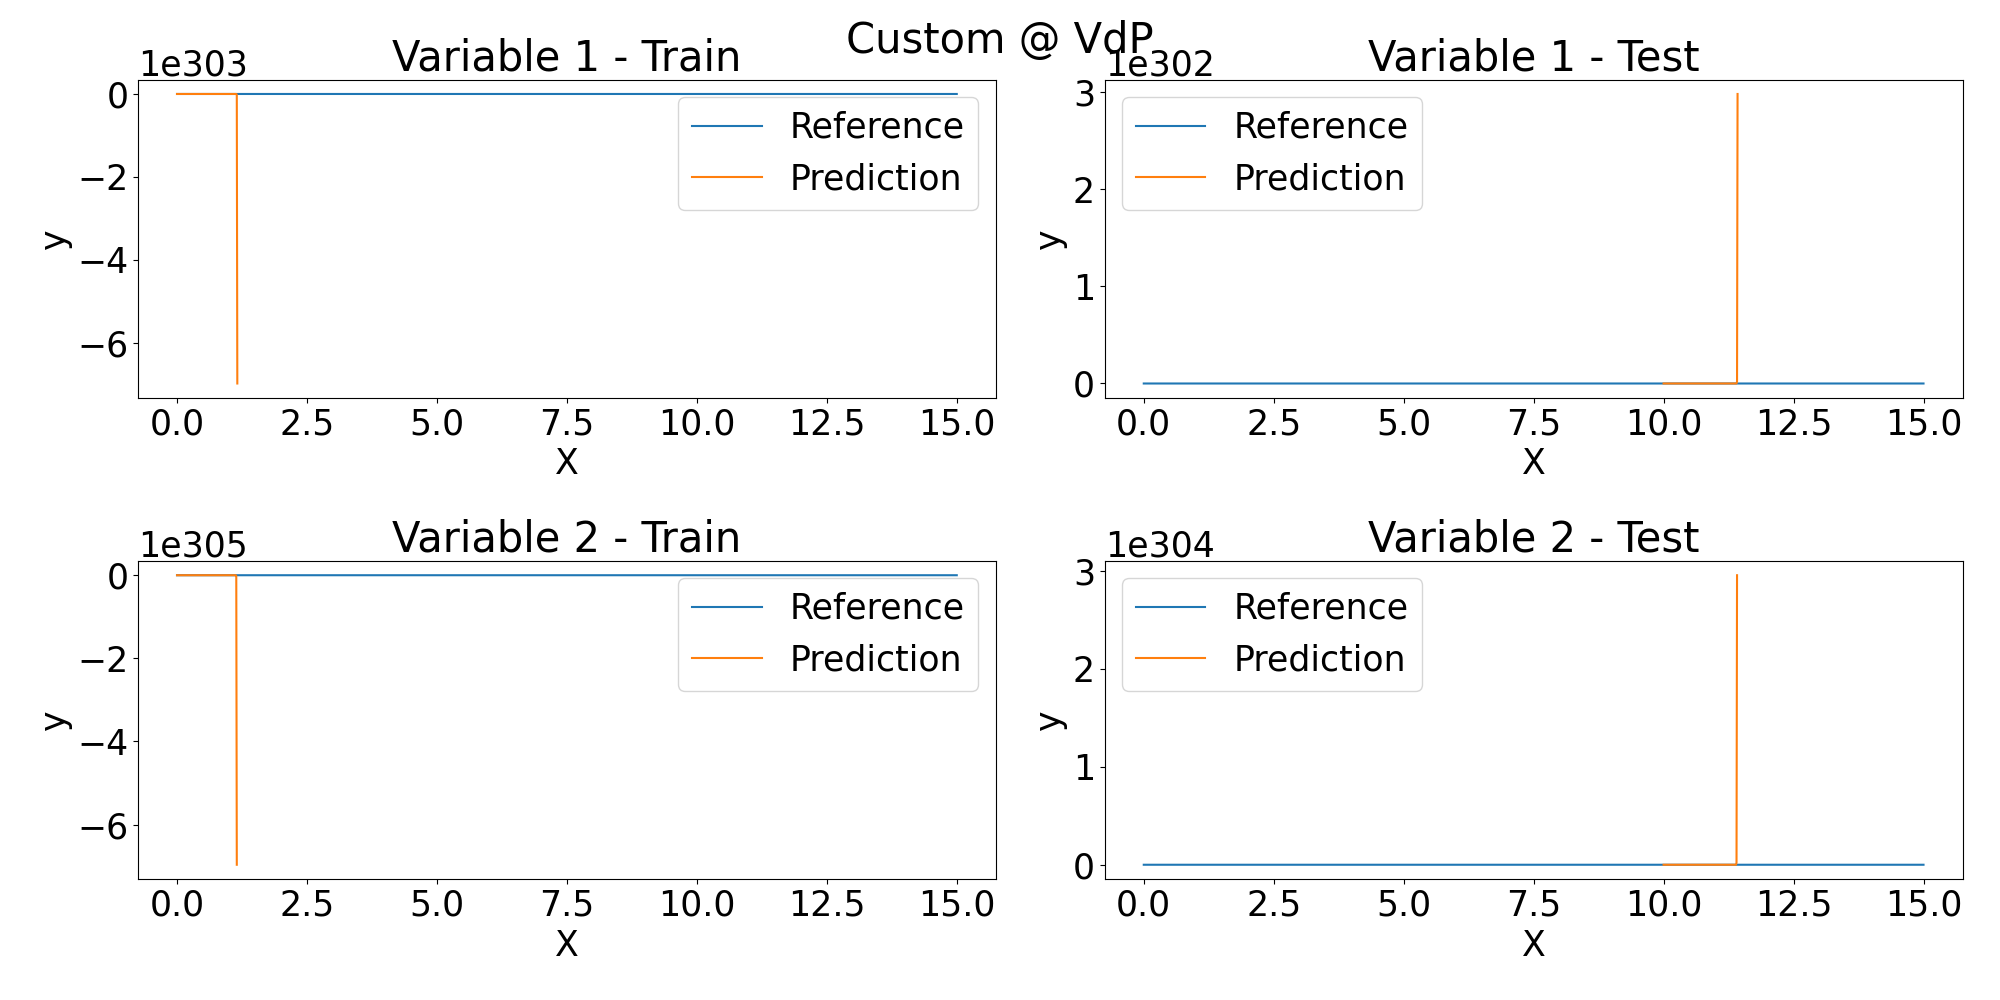 Custom @ VdP
Variable 1 - Train
1e303
0
−2
−4
−6
y
Reference
Prediction
0.0 2.5 5.0 7.5 10.0 12.5 15.0
X
Variable 1 - Test
1e302
3
2
1
0
y
Reference
Prediction
0.0 2.5 5.0 7.5 10.0 12.5 15.0
X
Variable 2 - Train
1e305
0
−2
−4
−6
y
Reference
Prediction
0.0 2.5 5.0 7.5 10.0 12.5 15.0
X
Variable 2 - Test
1e304
3
2
1
0
y
Reference
Prediction
0.0 2.5 5.0 7.5 10.0 12.5 15.0
X